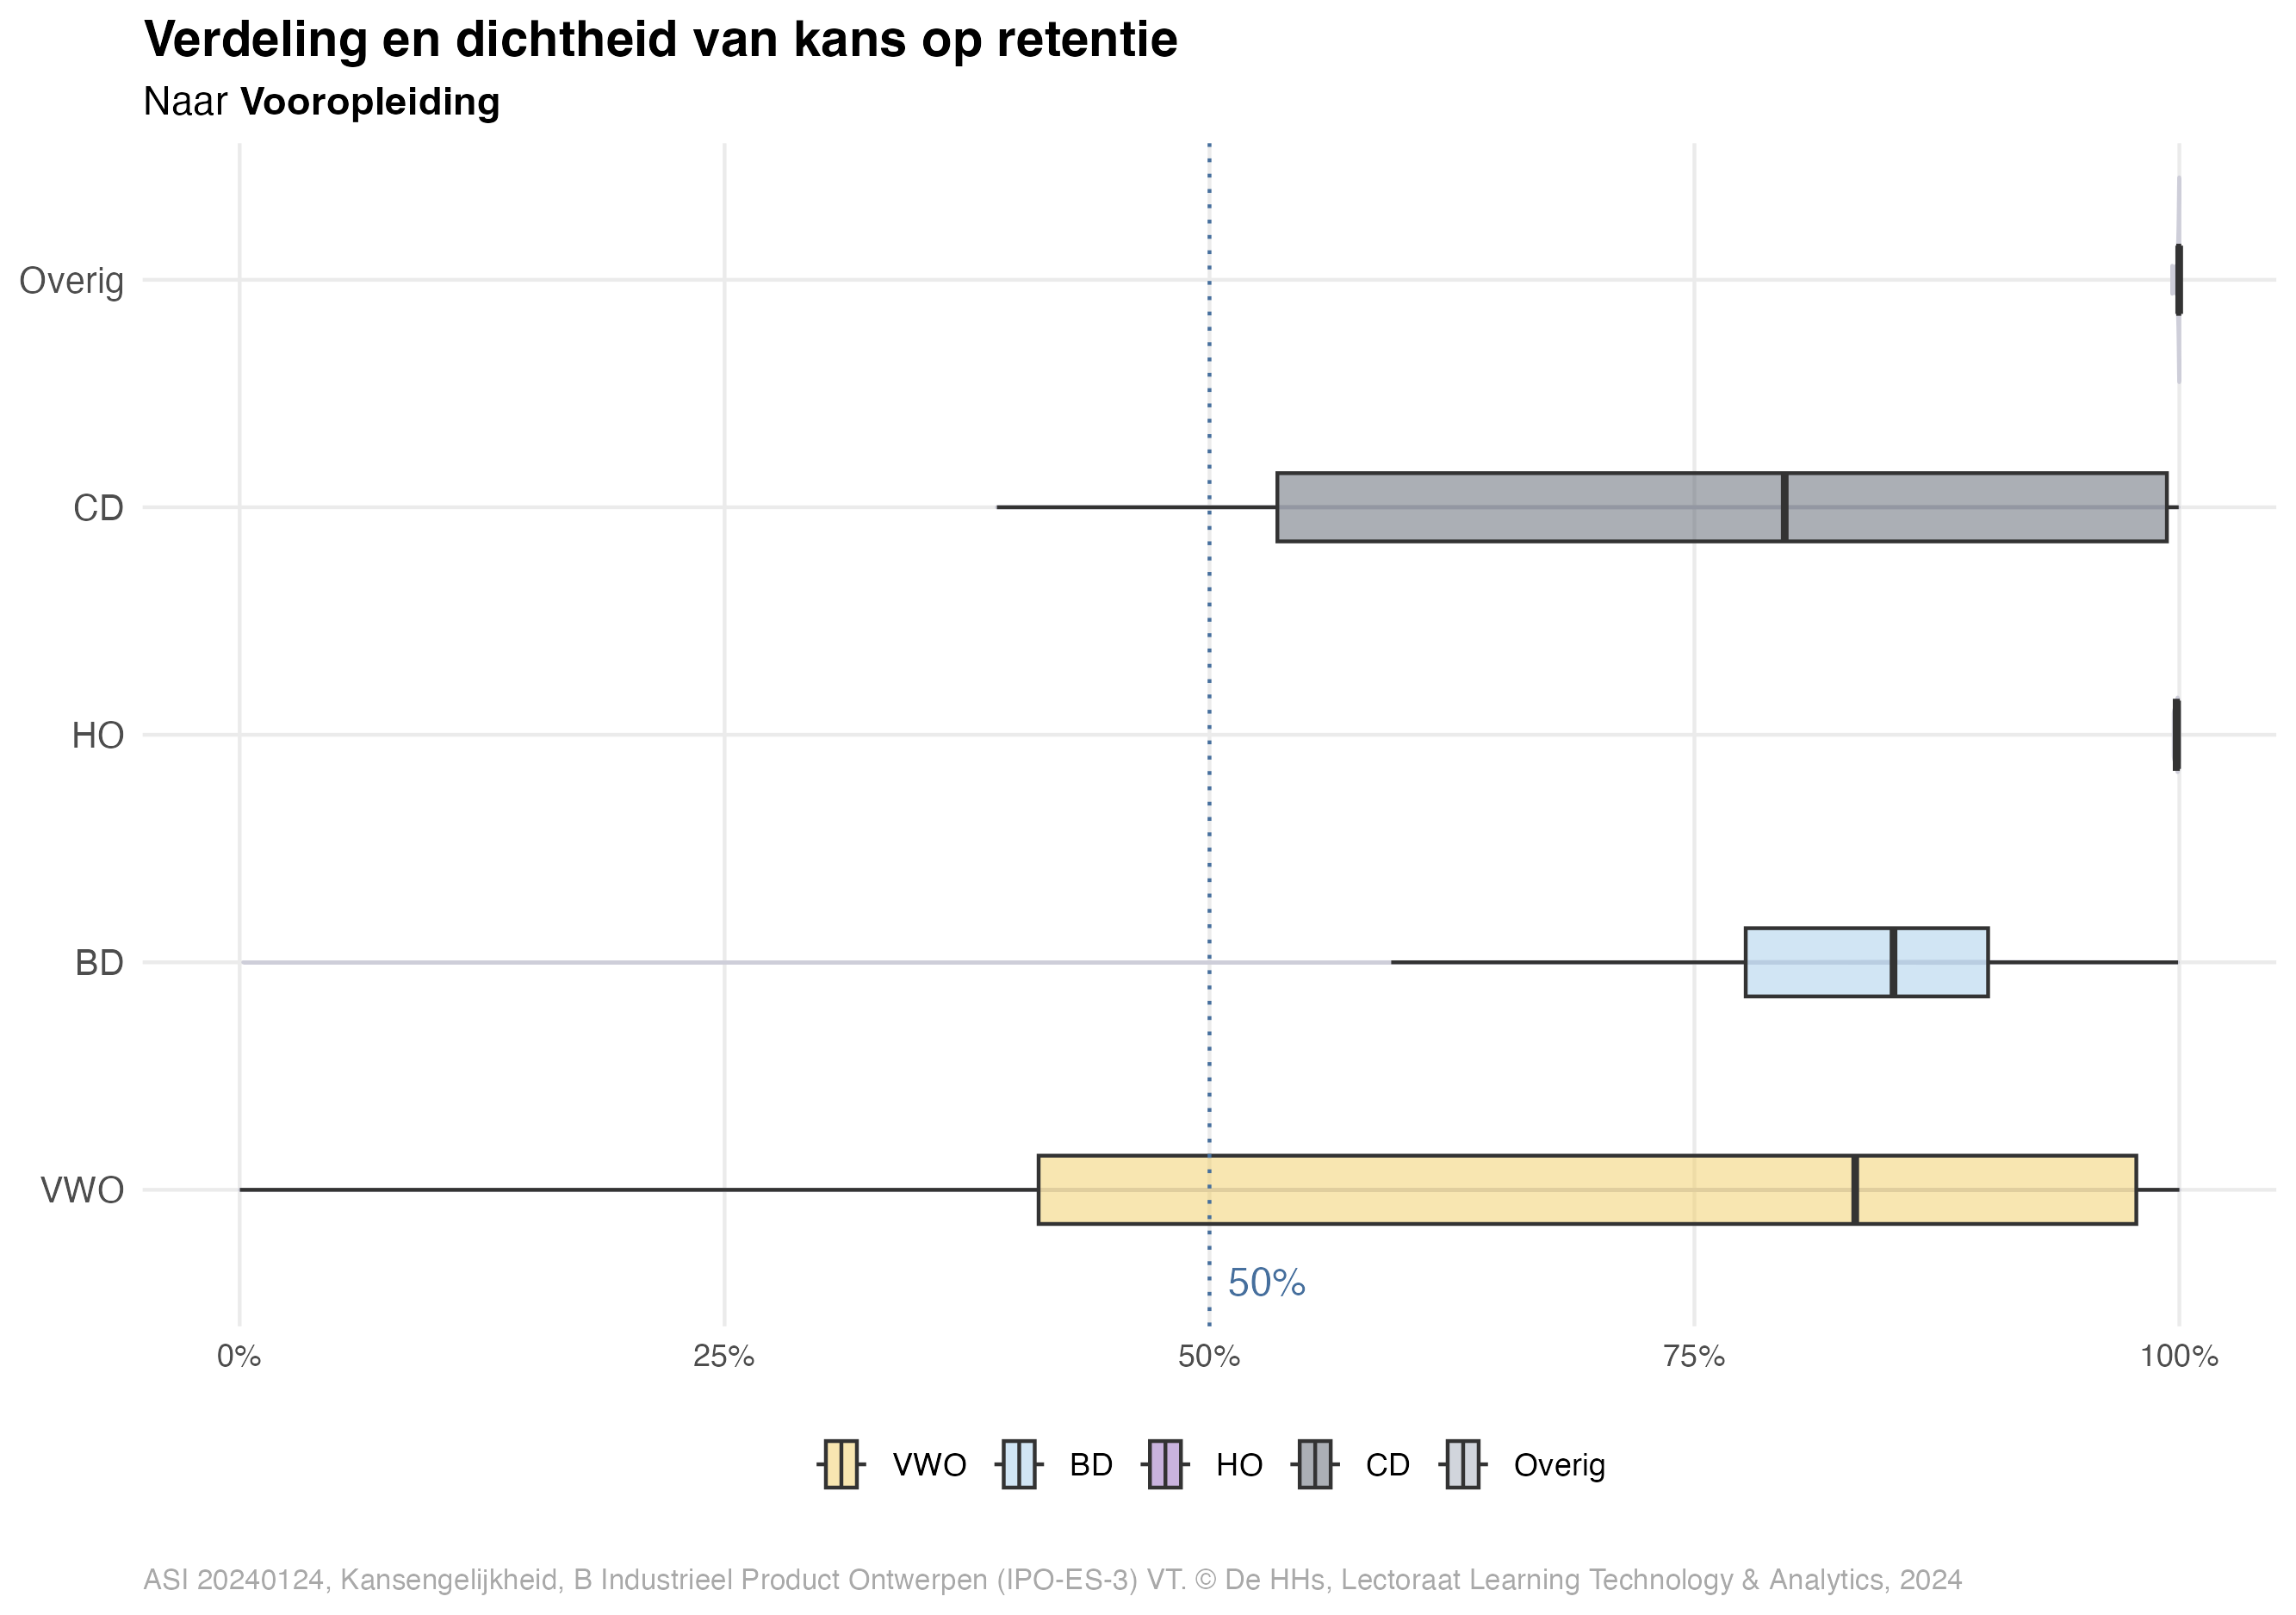 Verdeling en dichtheid van kans op retentie
Naar Vooropleiding
Overig
CD
HO
BD
VWO
50%
0% 25% 50% 75% 100%
VWO BD HO CD Overig
ASI 20240124, Kansengelijkheid, B Industrieel Product Ontwerpen (IPO-ES-3) VT. © De HHs, Lectoraat Learning Technology & Analytics, 2024